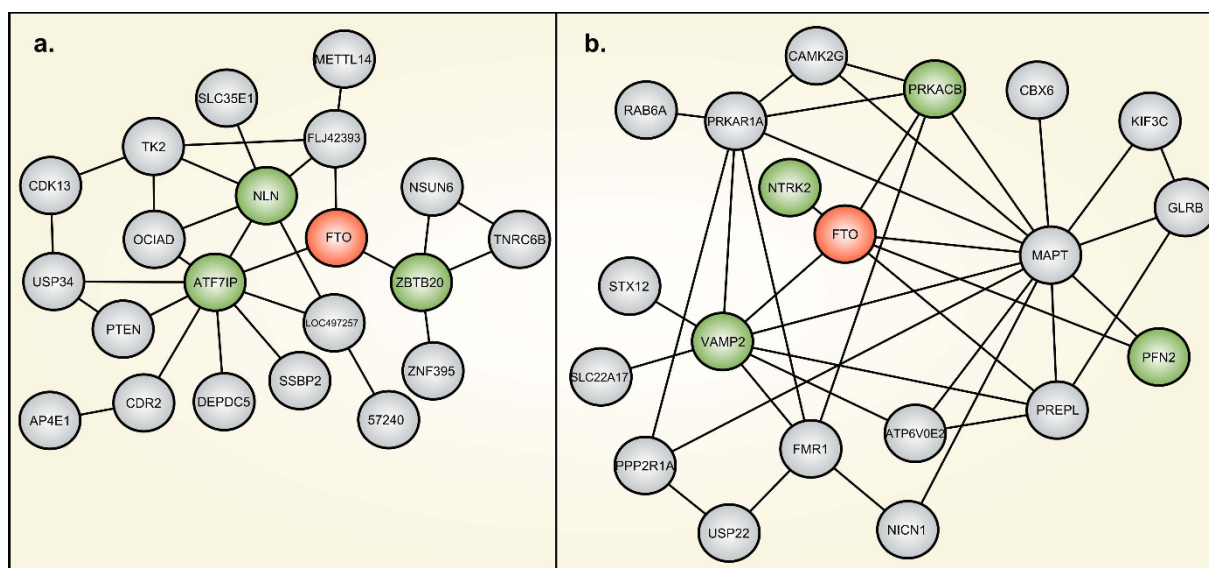 a.
METTL14
SLC35E1
FLJ42393
TK2
CDK13
NLN
NSUN6
OCIAD
FTO
TNRC6B
USP34
ATF7IP
ZBTB20
PTEN
LOC497257
SSBP2
ZNF395
AP4E1
CDR2
DEPDC5
57240
b.
CAMK2G
PRKACB
CBX6
RAB6A
PRKAR1A
KIF3C
NTRK2
GLRB
FTO
MAPT
STX12
VAMP2
PFN2
SLC22A17
PREPL
ATP6V0E2
PPP2R1A
FMR1
USP22
NICN1